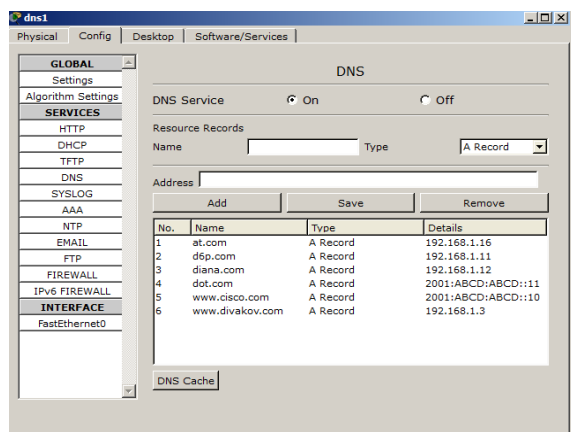 dns1
Physical Config Desktop Software/Services
GLOBAL
Settings
Algorithm Settings
SERVICES
HTTP
DHCP
TFTP
DNS
SYSLOG
AAA
NTP
EMAIL
FTP
FIREWALL
IPv6 FIREWALL
INTERFACE
FastEthernet0
DNS
DNS Service On Off
Resource Records
Name Type A Record
Address
Add Save Remove
No. Name Type Details
1 at.com A Record 192.168.1.16
2 d6p.com A Record 192.168.1.11
3 diana.com A Record 192.168.1.12
4 dot.com A Record 2001:ABCD:ABCD::11
5 www.cisco.com A Record 2001:ABCD:ABCD::10
6 www.divakov.com A Record 192.168.1.3
DNS Cache